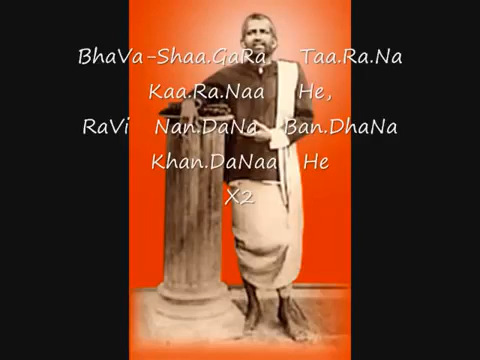 BhaVa-Shaa.GaRa Taa.Ra.Na
Kaa.Ra.Naa He,
RaVi Nan.DaNa Ban.DhaNa
Khan.DaNaa He
X2